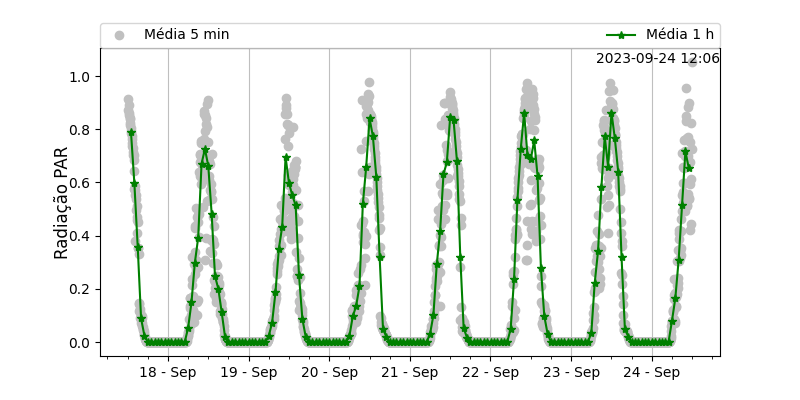 Média 5 min
Média 1 h
2023-09-24 12:06
1.0
0.8
0.6
0.4
0.2
0.0
Radiação PAR
18 - Sep
19 - Sep
20 - Sep
21 - Sep
22 - Sep
23 - Sep
24 - Sep